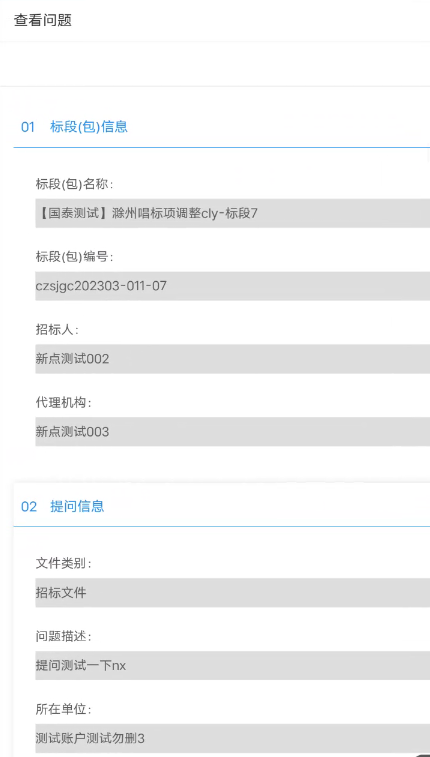 查看问题
01 标段(包)信息
标段(包)名称:
【国泰测试】滁州唱标项调整cly-标段7
标段(包)编号:
czsjgc202303-011-07
招标人:
新点测试002
代理机构:
新点测试003
02 提问信息
文件类别:
招标文件
问题描述:
提问测试一下nx
所在单位:
测试账户测试勿删3